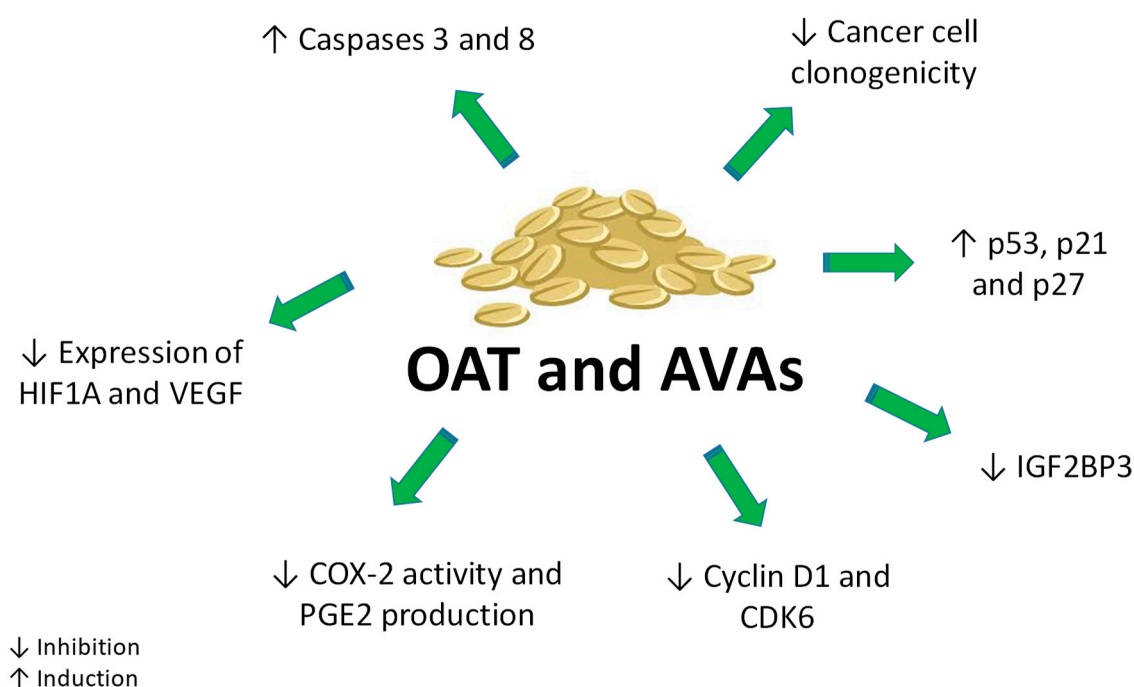 ↑ Caspases 3 and 8
↓ Cancer cell
clonogenicity
↑ p53, p21
and p27
↓ Expression of
HIF1A and VEGF
OAT and AVAs
↓ IGF2BP3
↓ COX-2 activity and
PGE2 production
↓ Cyclin D1 and
CDK6
↓ Inhibition
↑ Induction